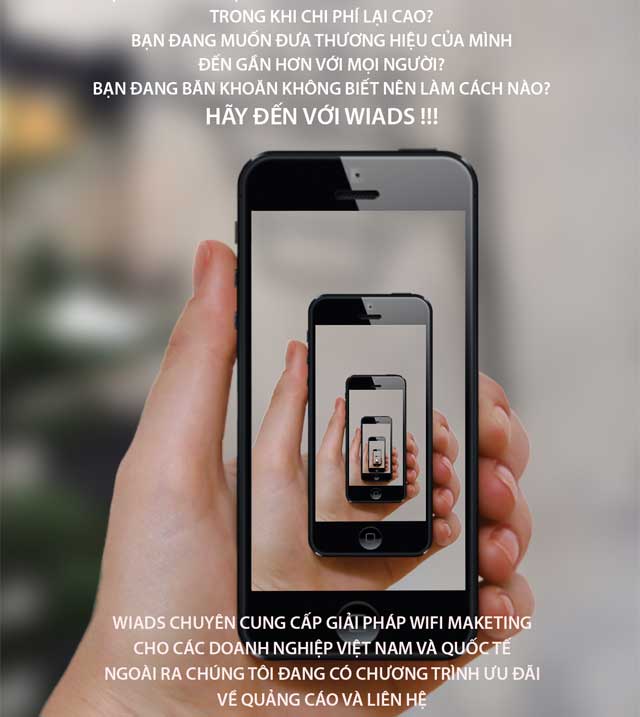 TRONG KHI CHI PHÍ LẠI CAO?
BẠN ĐANG MUỐN ĐƯA THƯƠNG HIỆU CỦA MÌNH
ĐẾN GẦN HƠN VỚI MỌI NGƯỜI?
BẠN ĐANG BĂN KHOĂN KHÔNG BIẾT NÊN LÀM CÁCH NÀO?
HÃY ĐẾN VỚI WIADS !!!
WIADS CHUYÊN CUNG CẤP GIẢI PHÁP WIFI MAKETING
CHO CÁC DOANH NGHIỆP VIỆT NAM VÀ QUỐC TẾ
NGOÀI RA CHÚNG TÔI ĐANG CÓ CHƯƠNG TRÌNH ƯU ĐÃI
VỀ QUẢNG CÁO VÀ LIÊN HỆ